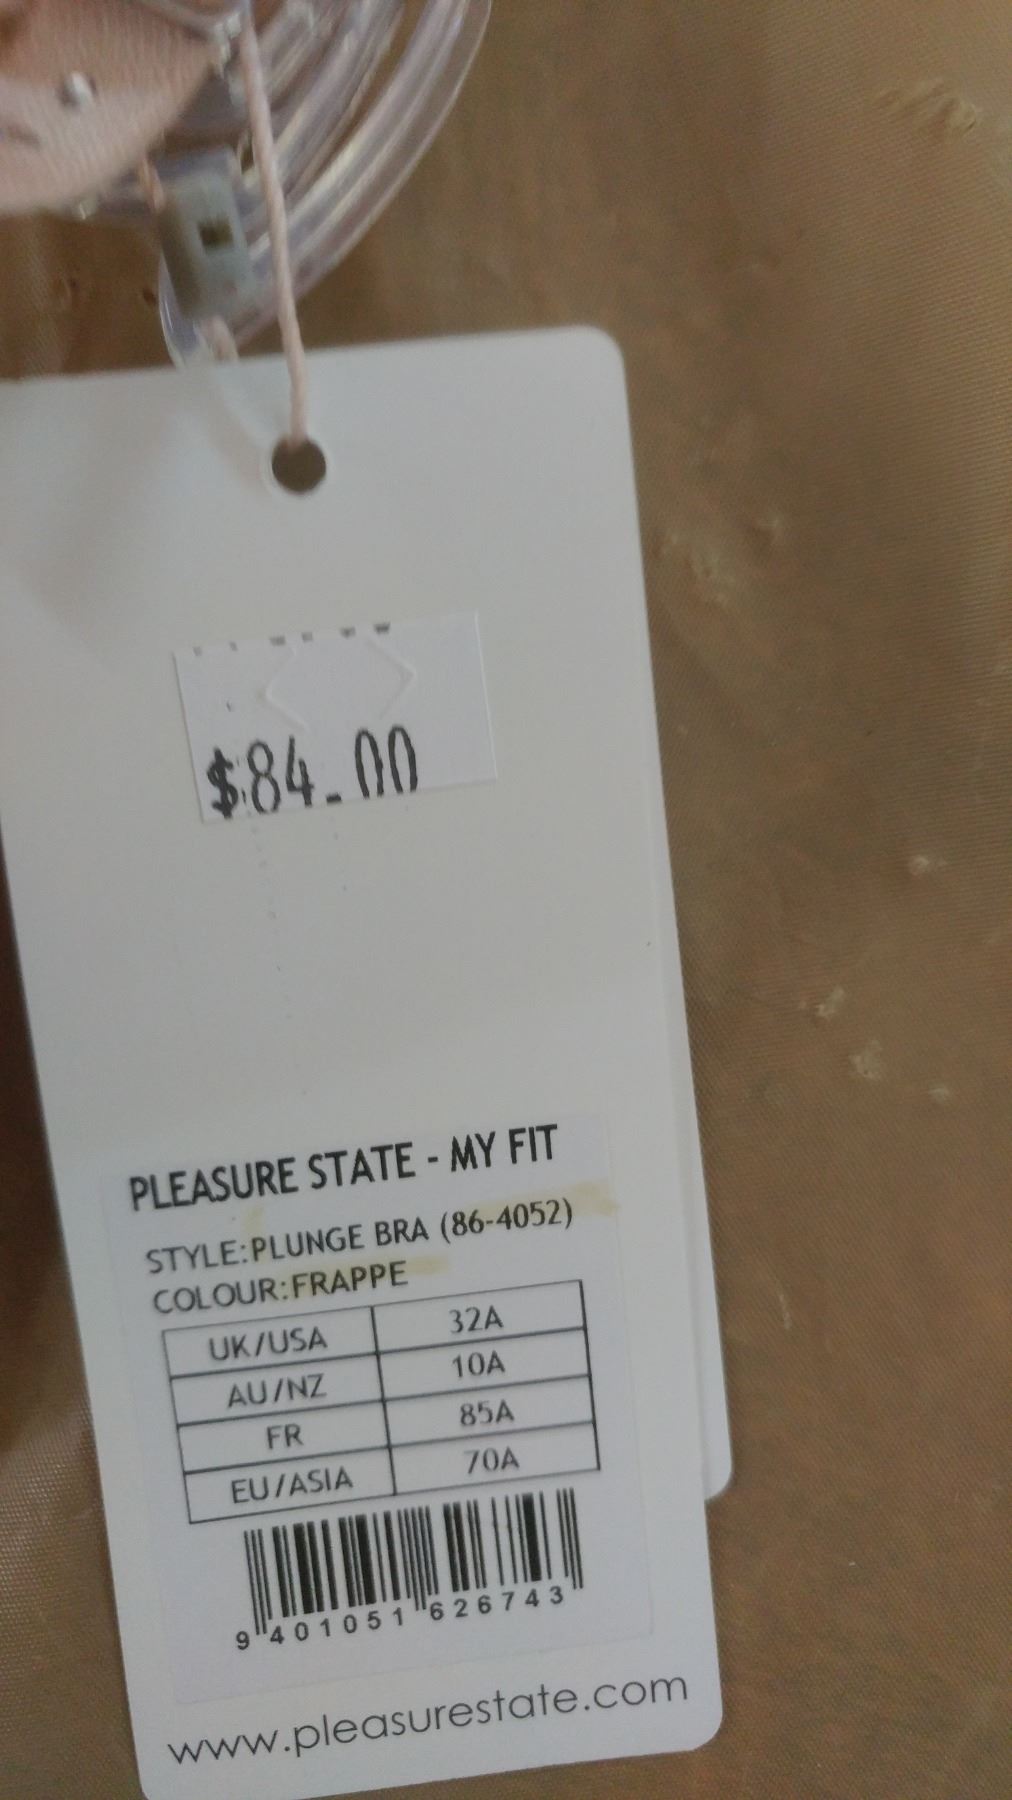 $84.00
PLEASURE STATE - MY FIT
STYLE:PLUNGE BRA (86-4052)
COLOUR:FRAPPE
UK/USA 32A
AU/NZ 10A
FR 85A
EU/ASIA 70A
9 401051 626743
www.pleasurestate.com